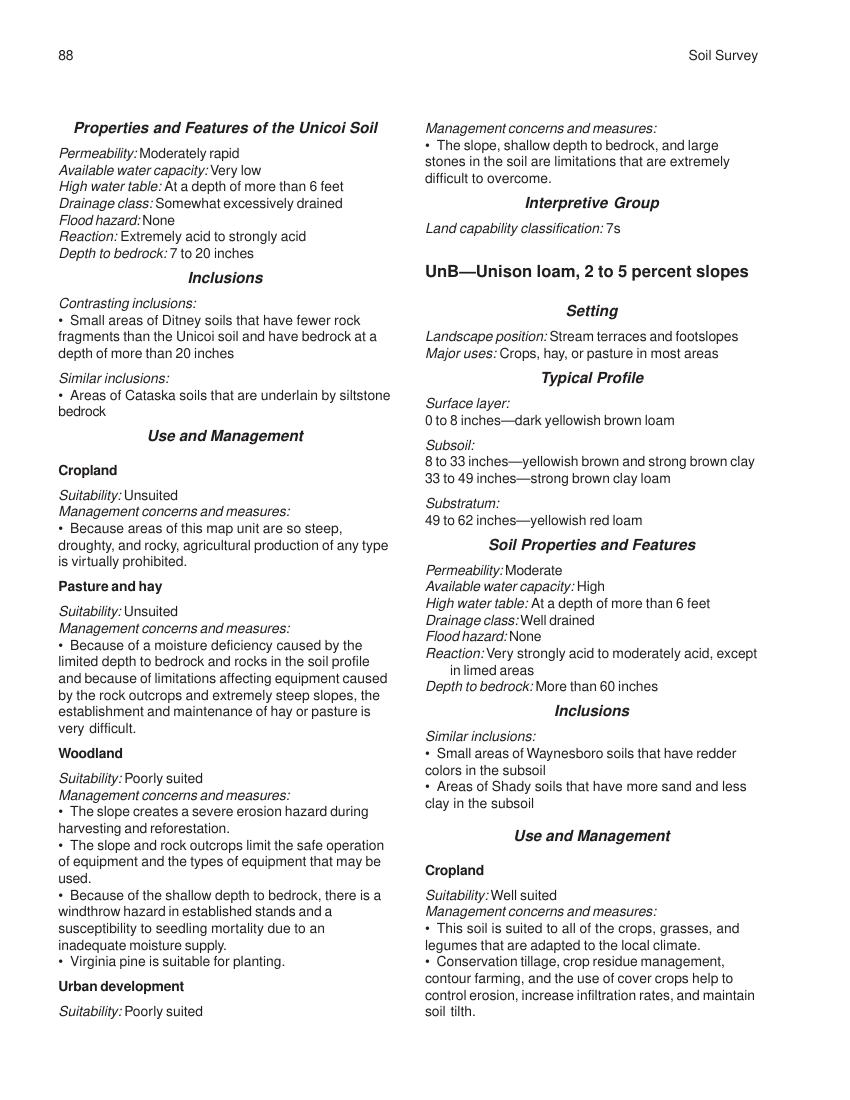 88
Soil Survey
Properties and Features of the Unicoi Soil
Permeability: Moderately rapid
Available water capacity: Very low
High water table: At a depth of more than 6 feet
Drainage class: Somewhat excessively drained
Flood hazard: None
Reaction: Extremely acid to strongly acid
Depth to bedrock: 7 to 20 inches
Inclusions
Contrasting inclusions:
• Small areas of Ditney soils that have fewer rock
fragments than the Unicoi soil and have bedrock at a
depth of more than 20 inches
Similar inclusions:
• Areas of Cataska soils that are underlain by siltstone
bedrock
Use and Management
Cropland
Suitability: Unsuited
Management concerns and measures:
• Because areas of this map unit are so steep,
droughty, and rocky, agricultural production of any type
is virtually prohibited.
Pasture and hay
Suitability: Unsuited
Management concerns and measures:
• Because of a moisture deficiency caused by the
limited depth to bedrock and rocks in the soil profile
and because of limitations affecting equipment caused
by the rock outcrops and extremely steep slopes, the
establishment and maintenance of hay or pasture is
very difficult.
Woodland
Suitability: Poorly suited
Management concerns and measures:
• The slope creates a severe erosion hazard during
harvesting and reforestation.
• The slope and rock outcrops limit the safe operation
of equipment and the types of equipment that may be
used.
• Because of the shallow depth to bedrock, there is a
windthrow hazard in established stands and a
susceptibility to seedling mortality due to an
inadequate moisture supply.
• Virginia pine is suitable for planting.
Urban development
Suitability: Poorly suited
Management concerns and measures:
• The slope, shallow depth to bedrock, and large
stones in the soil are limitations that are extremely
difficult to overcome.
Interpretive Group
Land capability classification: 7s
UnB—Unison loam, 2 to 5 percent slopes
Setting
Landscape position: Stream terraces and footslopes
Major uses: Crops, hay, or pasture in most areas
Typical Profile
Surface layer:
0 to 8 inches—dark yellowish brown loam
Subsoil:
8 to 33 inches—yellowish brown and strong brown clay
33 to 49 inches—strong brown clay loam
Substratum:
49 to 62 inches—yellowish red loam
Soil Properties and Features
Permeability: Moderate
Available water capacity: High
High water table: At a depth of more than 6 feet
Drainage class: Well drained
Flood hazard: None
Reaction: Very strongly acid to moderately acid, except
in limed areas
Depth to bedrock: More than 60 inches
Inclusions
Similar inclusions:
• Small areas of Waynesboro soils that have redder
colors in the subsoil
• Areas of Shady soils that have more sand and less
clay in the subsoil
Use and Management
Cropland
Suitability: Well suited
Management concerns and measures:
• This soil is suited to all of the crops, grasses, and
legumes that are adapted to the local climate.
• Conservation tillage, crop residue management,
contour farming, and the use of cover crops help to
control erosion, increase infiltration rates, and maintain
soil tilth.